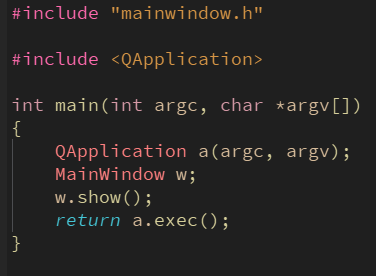 #include "mainwindow.h"
#include <QApplication>
int main(int argc, char *argv[])
{
    QApplication a(argc, argv);
    MainWindow w;
    w.show();
    return a.exec();
}